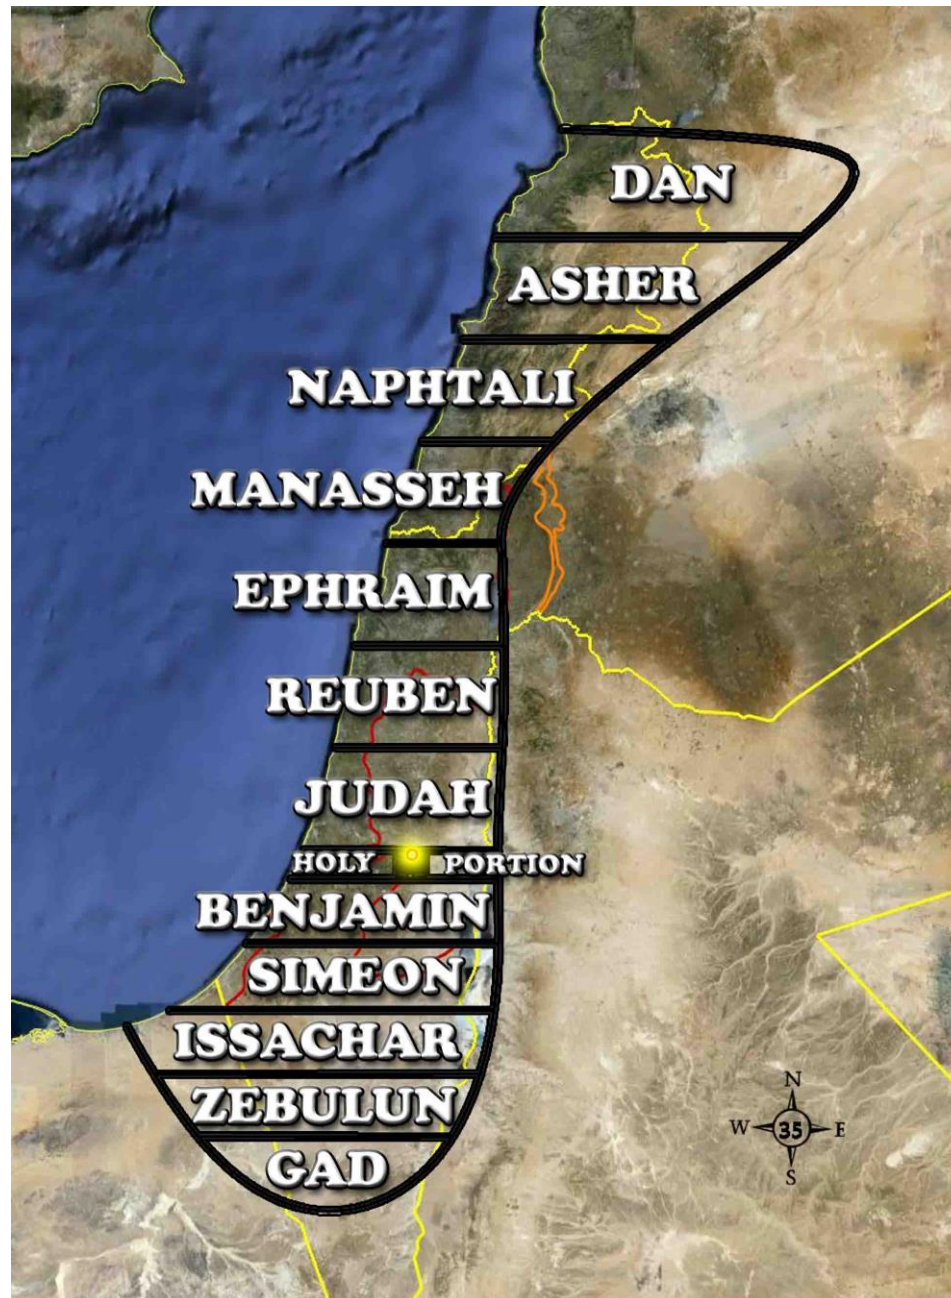 DAN
ASHER
NAPHTALI
MANASSEH
EPHRAIM
REUBEN
JUDAH
HOLY PORTION
BENJAMIN
SIMEON
ISSACHAR
ZEBULUN
GAD
N
W 35 E
S